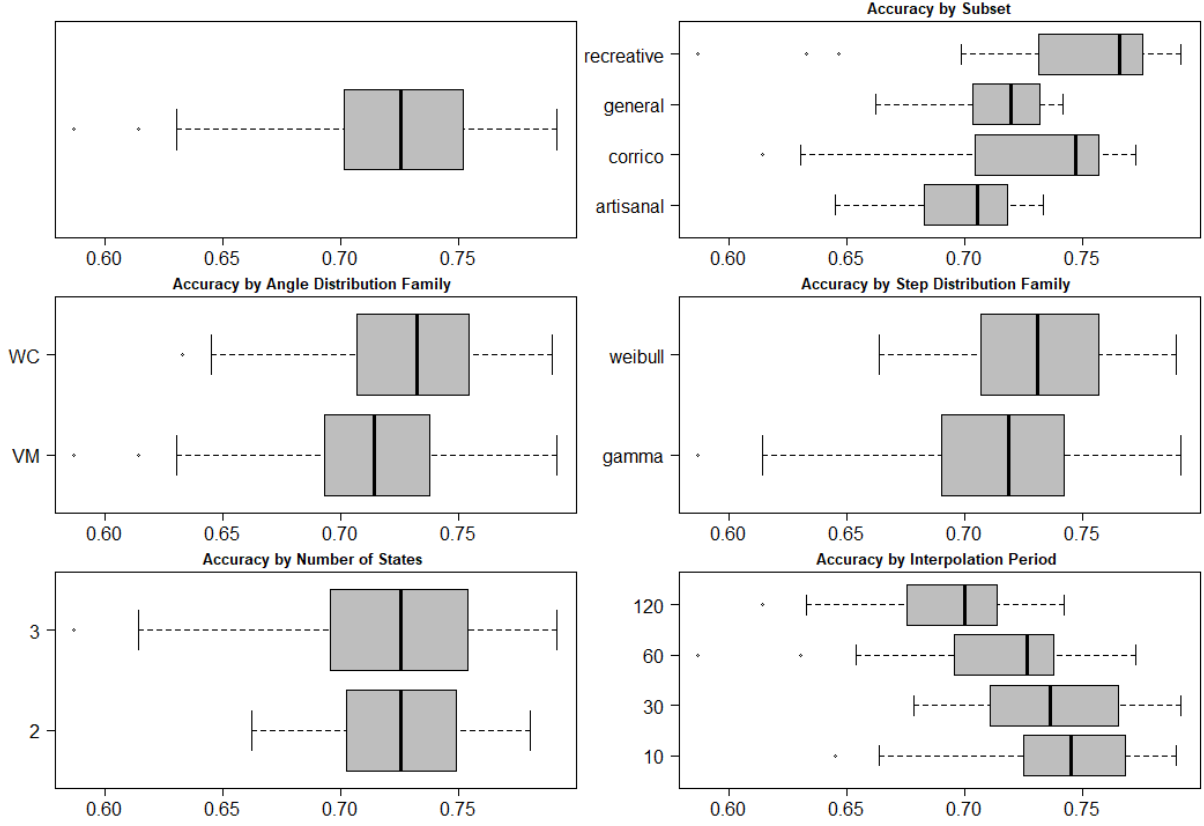 0.60 0.65 0.70 0.75
Accuracy by Subset
recreative
general
corrico
artisanal
0.60 0.65 0.70 0.75
Accuracy by Angle Distribution Family
WC
VM
0.60 0.65 0.70 0.75
Accuracy by Step Distribution Family
weibull
gamma
0.60 0.65 0.70 0.75
Accuracy by Number of States
3
2
0.60 0.65 0.70 0.75
Accuracy by Interpolation Period
120
60
30
10
0.60 0.65 0.70 0.75